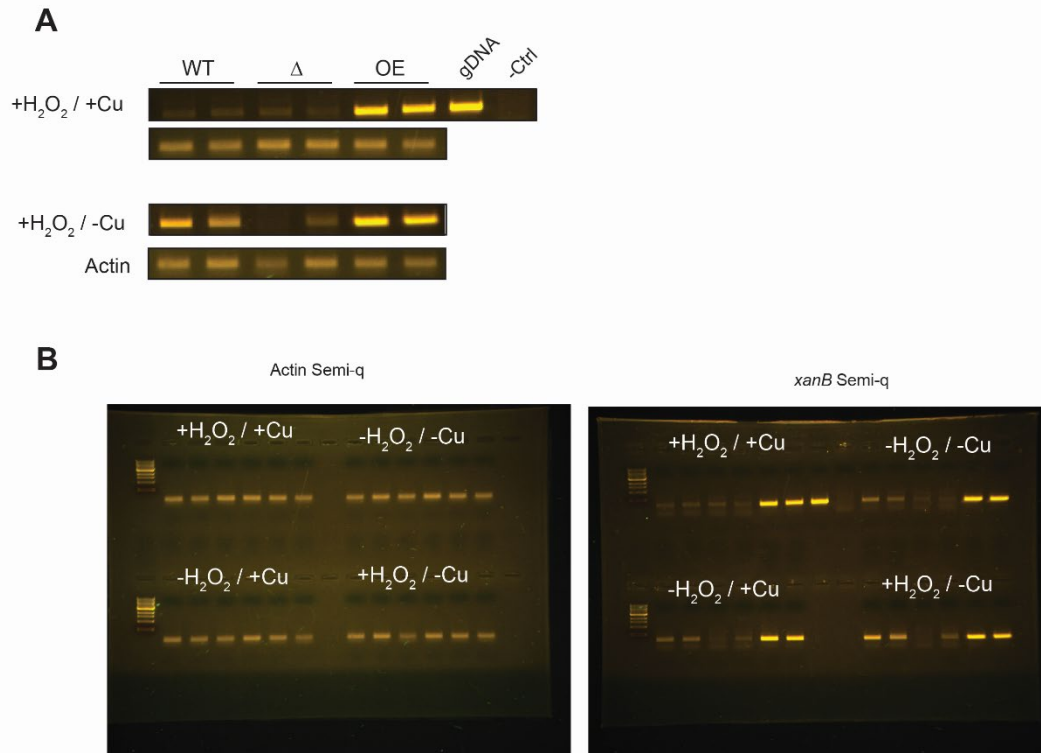 A
WT Δ OE gDNA -Ctrl
+H₂O₂ / +Cu
+H₂O₂ / -Cu
Actin
B
Actin Semi-q
xanB Semi-q
+H₂O₂ / +Cu
-H₂O₂ / -Cu
-H₂O₂ / +Cu
+H₂O₂ / -Cu
+H₂O₂ / +Cu
-H₂O₂ / -Cu
-H₂O₂ / +Cu
+H₂O₂ / -Cu